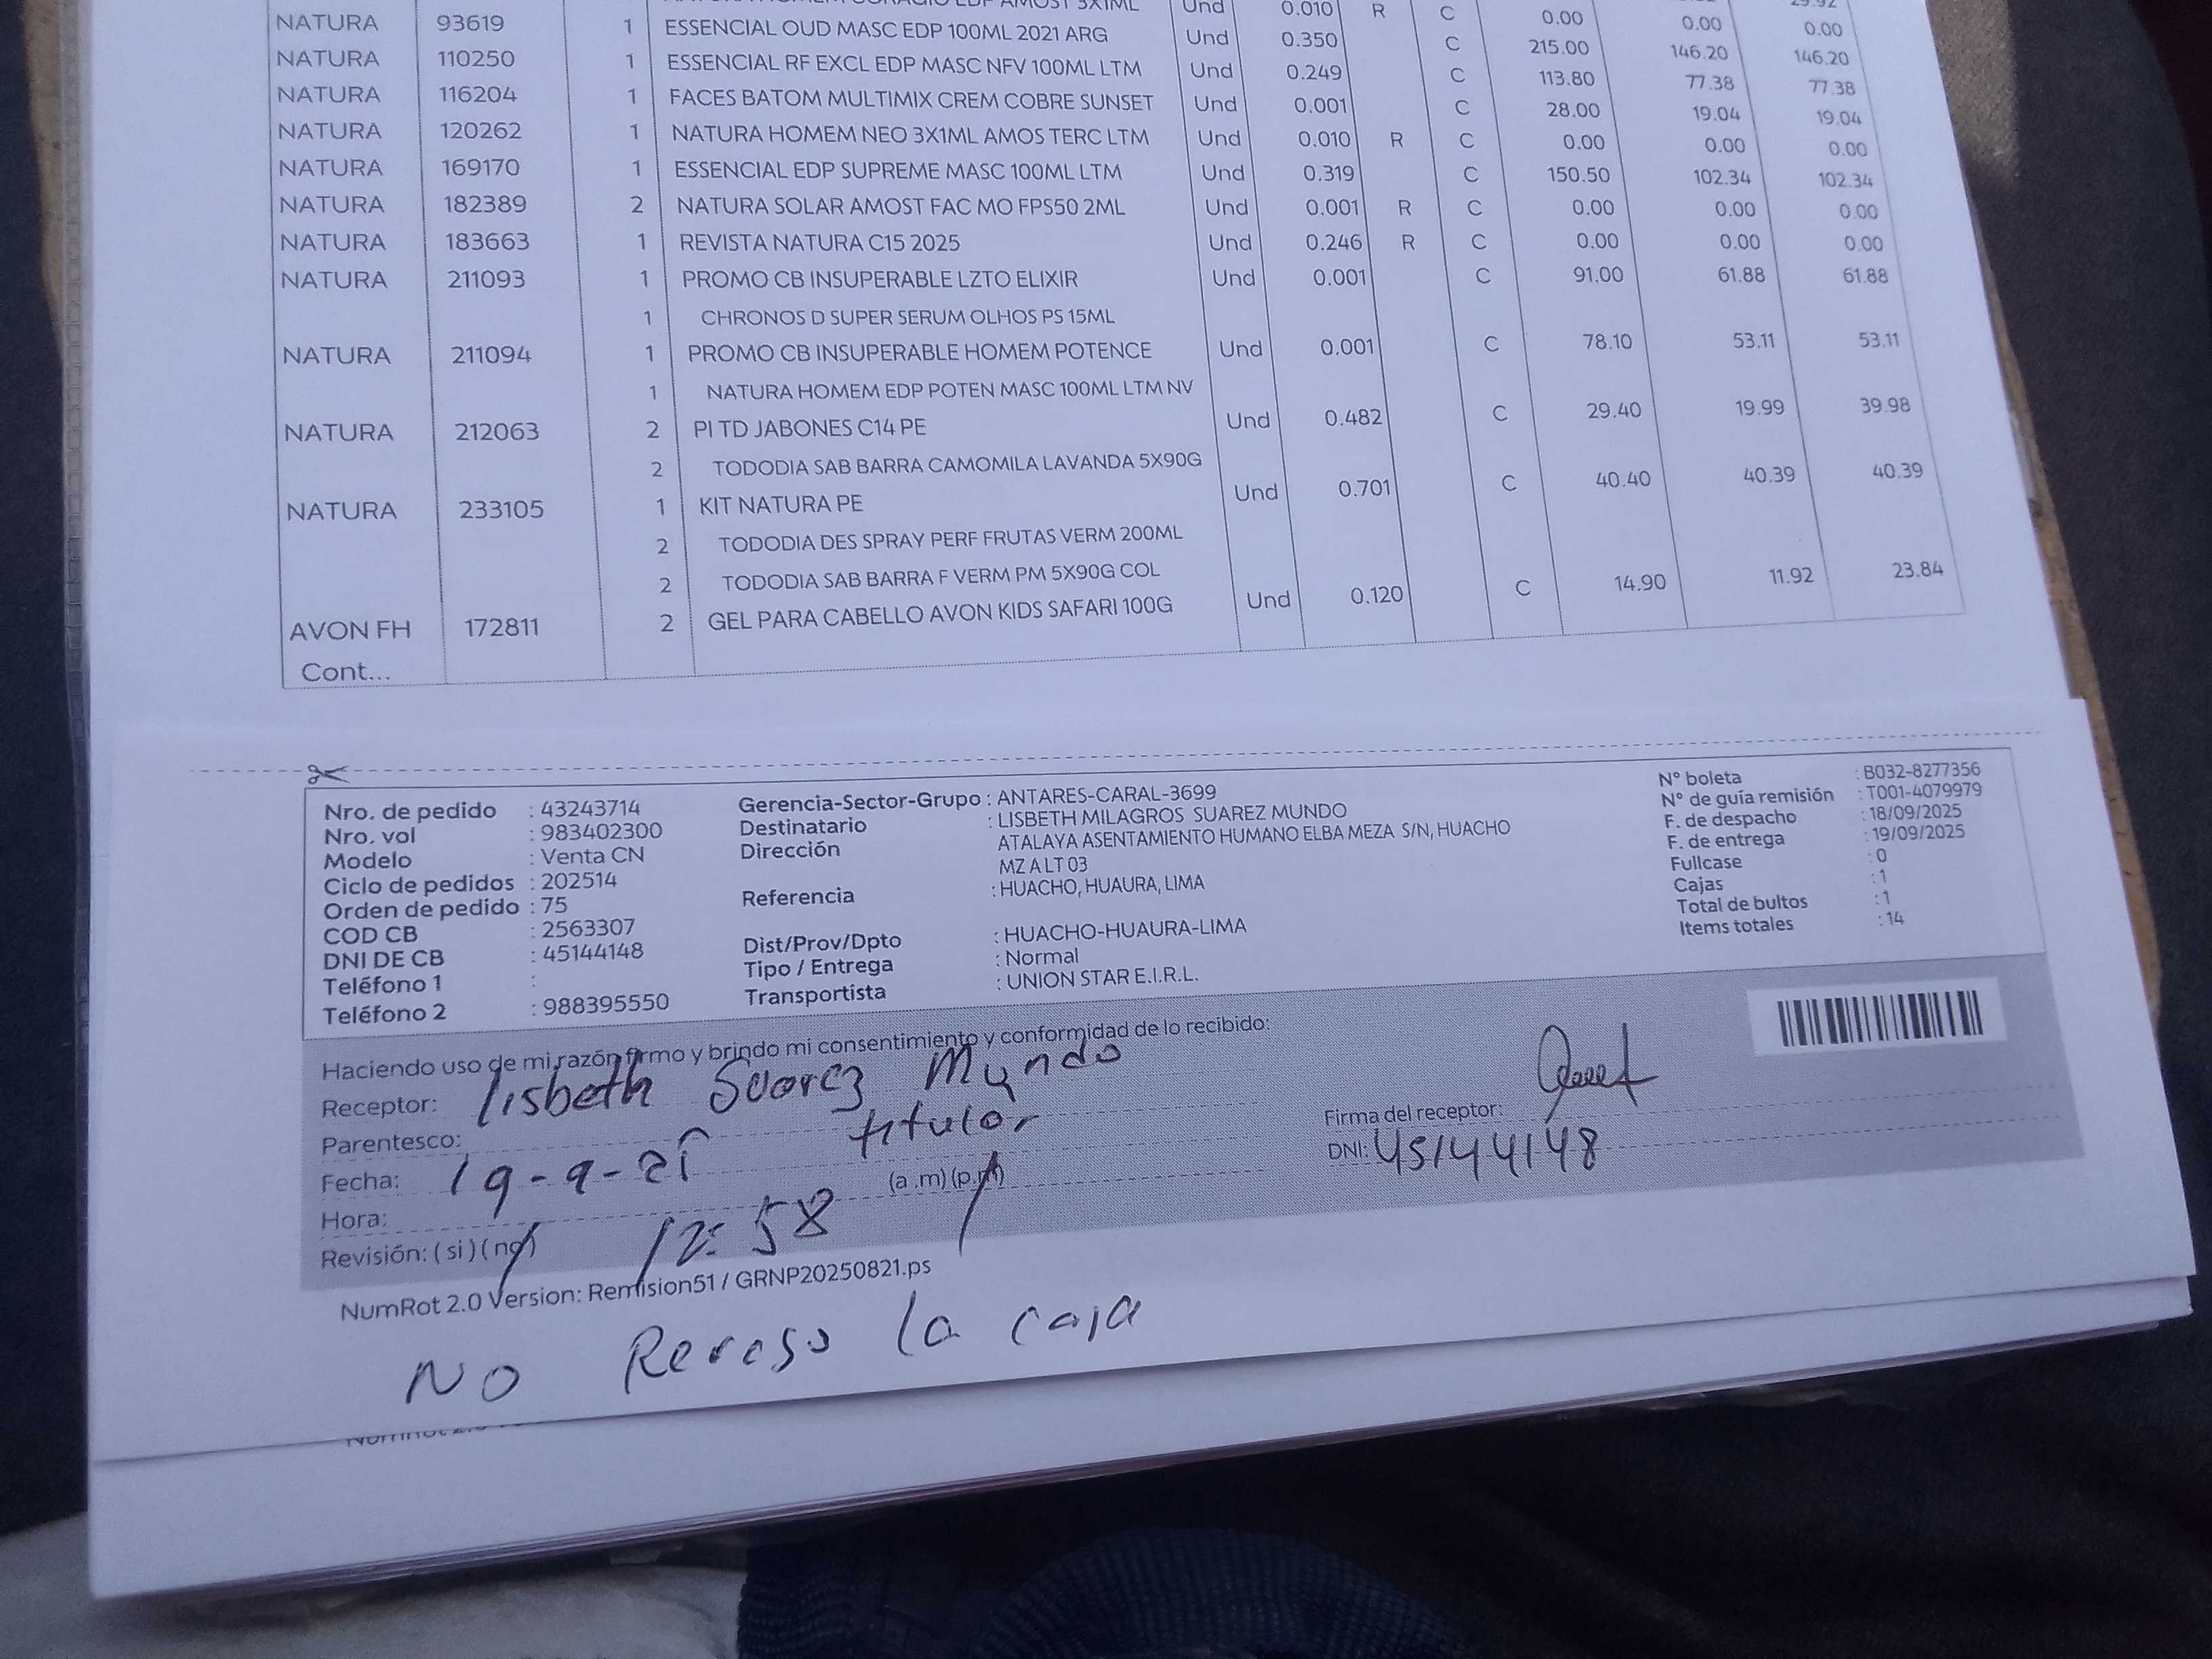 NATURA HOMEM CORAGIO EDP AMOST 3X1ML Und 0.010 R C 0.00 0.00 0.00
NATURA 93619 1 ESSENCIAL OUD MASC EDP 100ML 2021 ARG Und 0.350 C 215.00 146.20 146.20
NATURA 110250 1 ESSENCIAL RF EXCL EDP MASC NFV 100ML LTM Und 0.249 C 113.80 77.38 77.38
NATURA 116204 1 FACES BATOM MULTIMIX CREM COBRE SUNSET Und 0.001 C 28.00 19.04 19.04
NATURA 120262 1 NATURA HOMEM NEO 3X1ML AMOS TERC LTM Und 0.010 R C 0.00 0.00 0.00
NATURA 169170 1 ESSENCIAL EDP SUPREME MASC 100ML LTM Und 0.319 C 150.50 102.34 102.34
NATURA 182389 2 NATURA SOLAR AMOST FAC MO FPS50 2ML Und 0.001 R C 0.00 0.00 0.00
NATURA 183663 1 REVISTA NATURA C15 2025 Und 0.246 R C 0.00 0.00 0.00
NATURA 211093 1 PROMO CB INSUPERABLE LZTO ELIXIR Und 0.001 C 91.00 61.88 61.88
1 CHRONOS D SUPER SERUM OLHOS PS 15ML
NATURA 211094 1 PROMO CB INSUPERABLE HOMEM POTENCE Und 0.001 C 78.10 53.11 53.11
1 NATURA HOMEM EDP POTEN MASC 100ML LTM NV
NATURA 212063 2 PI TD JABONES C14 PE Und 0.482 C 29.40 19.99 39.98
2 TODODIA SAB BARRA CAMOMILA LAVANDA 5X90G
NATURA 233105 1 KIT NATURA PE Und 0.701 C 40.40 40.39 40.39
2 TODODIA DES SPRAY PERF FRUTAS VERM 200ML
2 TODODIA SAB BARRA F VERM PM 5X90G COL
AVON FH 172811 2 GEL PARA CABELLO AVON KIDS SAFARI 100G Und 0.120 C 14.90 11.92 23.84
Cont...
Nro. de pedido : 43243714
Nro. vol : 983402300
Modelo : Venta CN
Ciclo de pedidos : 202514
Orden de pedido : 75
COD CB : 2563307
DNI DE CB : 45144148
Teléfono 1 :
Teléfono 2 : 988395550
Gerencia-Sector-Grupo : ANTARES-CARAL-3699
Destinatario : LISBETH MILAGROS SUAREZ MUNDO
Dirección ATALAYA ASENTAMIENTO HUMANO ELBA MEZA S/N, HUACHO
MZ A LT 03
Referencia : HUACHO, HUAURA, LIMA
Dist/Prov/Dpto : HUACHO-HUAURA-LIMA
Tipo / Entrega : Normal
Transportista : UNION STAR E.I.R.L.
N° boleta : B032-8277356
N° de guía remisión : T001-4079979
F. de despacho : 18/09/2025
F. de entrega : 19/09/2025
Fullcase : 0
Cajas : 1
Total de bultos : 1
Items totales : 14
Haciendo uso de mi razón firmo y brindo mi consentimiento y conformidad de lo recibido:
Receptor: Lisbeth Suarez Mundo
Parentesco: titular
Fecha: 19-9-25
Hora: 12:58 (a .m) (p.m)
Revisión: ( si ) ( no )
Firma del receptor:
DNI: 45144148
NumRot 2.0 Version: Remision51 / GRNP20250821.ps
NO la caja